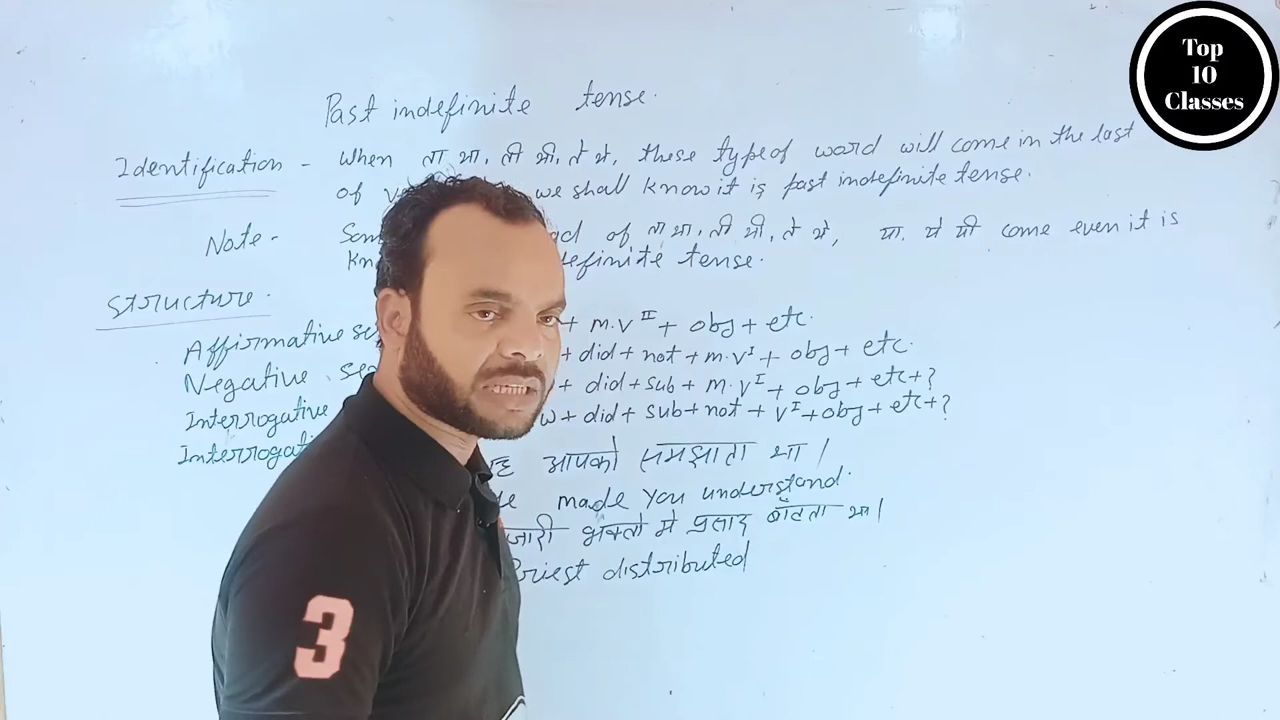 Top
10
Classes
Past indefinite tense.
Identification - When ता था, ती थी, ते थे, these type of word will come in the last
of we shall know it is past indefinite tense.
Note- of ता था, ती थी, ते थे, या, ये यी come even it is
tense.
Structure.
Affirmative + m.v II + obj + etc.
Negative + did + not + m.v I + obj + etc.
Interrogative + did + sub + m.v I + obj + etc + ?
w + did + sub + not + v I + obj + etc + ?
आपको समझाता था।
made you understand.
भक्तो मे प्रसाद बाँटता था।
Priest distributed
3